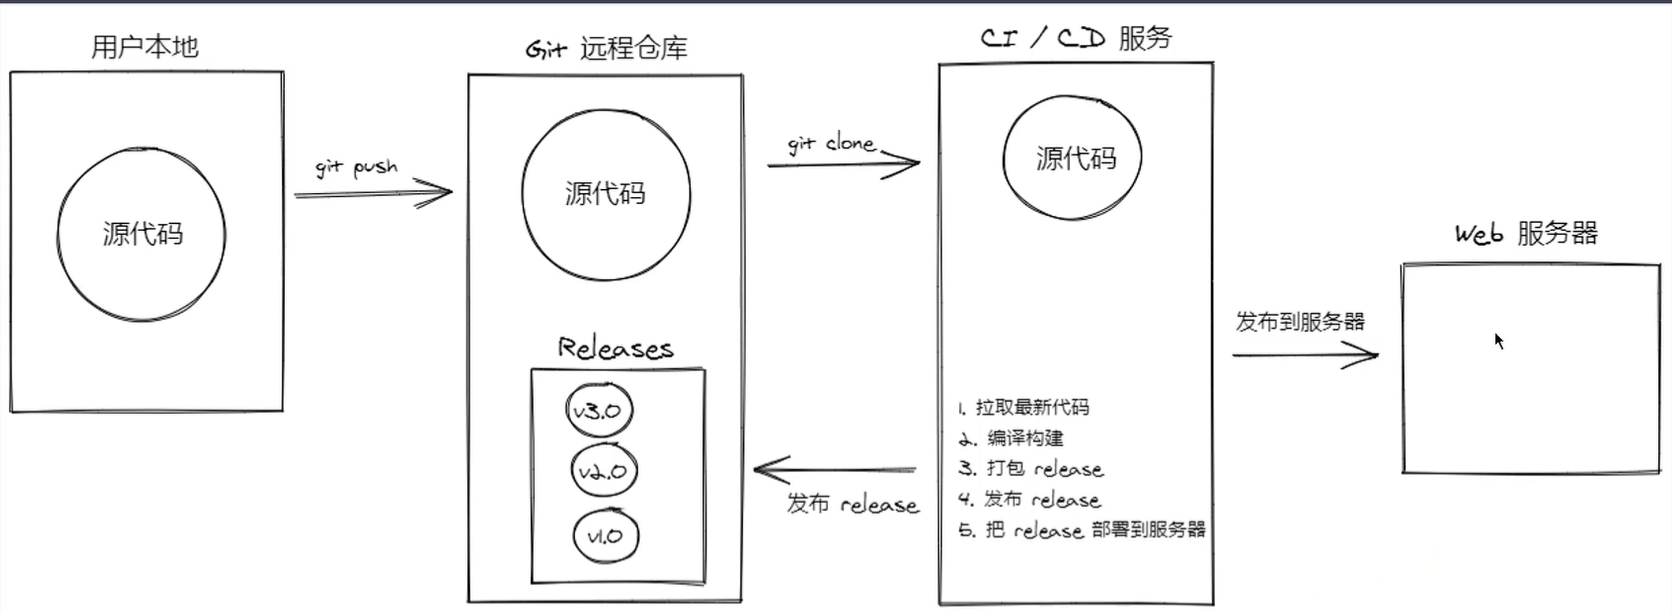 用户本地
源代码
git push
Git 远程仓库
源代码
Releases
v3.0
v2.0
v1.0
git clone
发布 release
CI / CD 服务
源代码
1. 拉取最新代码
2. 编译构建
3. 打包 release
4. 发布 release
5. 把 release 部署到服务器
发布到服务器
Web 服务器